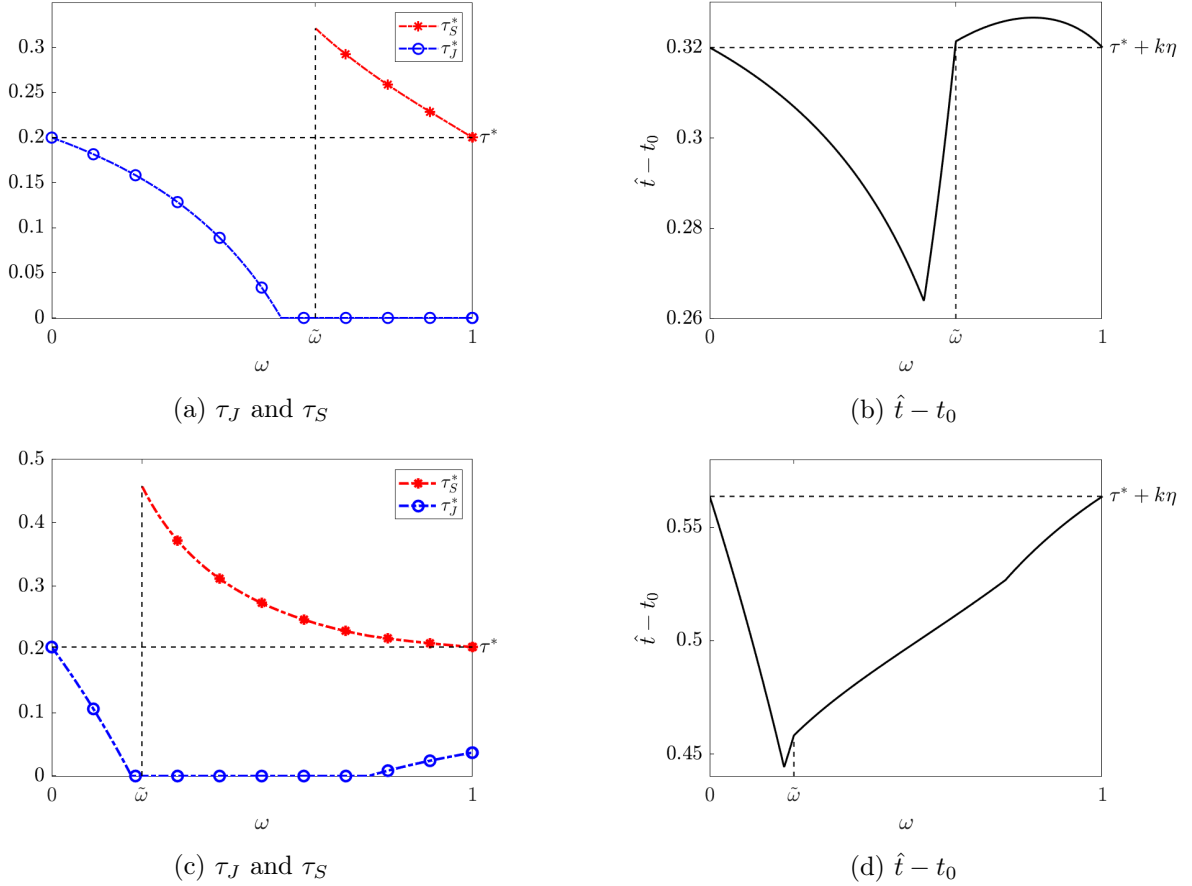 0.3
0.25
0.2
0.15
0.1
0.05
0
τ*_S
τ*_J
τ*
0
ω̃
1
ω
(a) τ_J and τ_S
0.32
0.3
0.28
0.26
t̂ − t_0
τ* + kη
0
ω̃
1
ω
(b) t̂ − t_0
0.5
0.4
0.3
0.2
0.1
0
τ*_S
τ*_J
τ*
0
ω̃
1
ω
(c) τ_J and τ_S
0.55
0.5
0.45
t̂ − t_0
τ* + kη
0
ω̃
1
ω
(d) t̂ − t_0